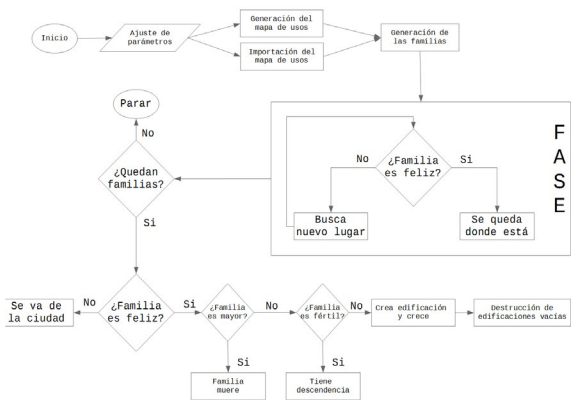 Inicio
Ajuste de
parámetros
Generación del
mapa de usos
Importación del
mapa de usos
Generación de
las familias
FASE
¿Familia
es feliz?
No
Si
Busca
nuevo lugar
Se queda
donde está
Parar
No
¿Quedan
familias?
Si
Se va de
la ciudad
No
¿Familia
es feliz?
Si
¿Familia
es mayor?
No
¿Familia
es fértil?
No
Crea edificación
y crece
Destrucción de
edificaciones vacías
Si
Si
Familia
muere
Tiene
descendencia